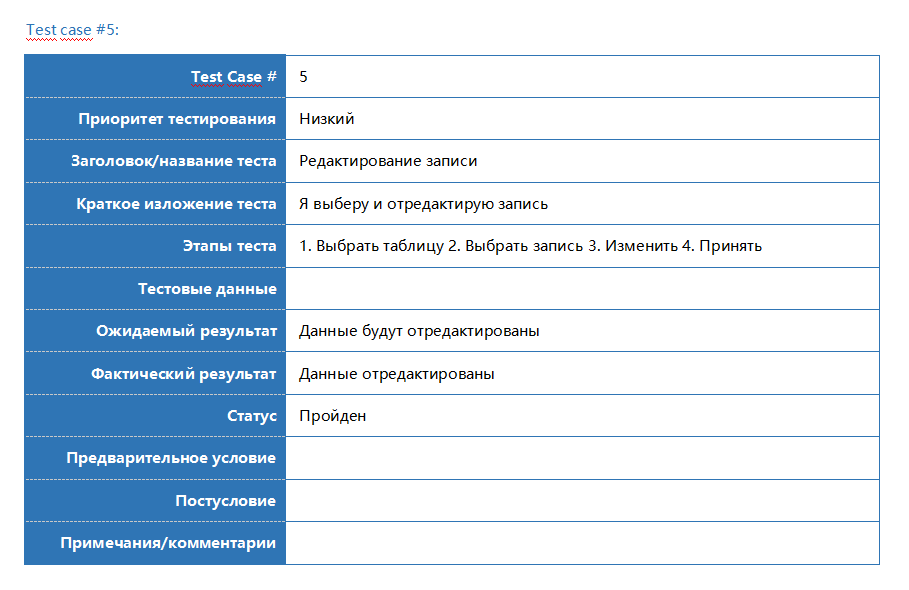 Test case #5:
Test Case # 5
Приоритет тестирования Низкий
Заголовок/название теста Редактирование записи
Краткое изложение теста Я выберу и отредактирую запись
Этапы теста 1. Выбрать таблицу 2. Выбрать запись 3. Изменить 4. Принять
Тестовые данные
Ожидаемый результат Данные будут отредактированы
Фактический результат Данные отредактированы
Статус Пройден
Предварительное условие
Постусловие
Примечания/комментарии